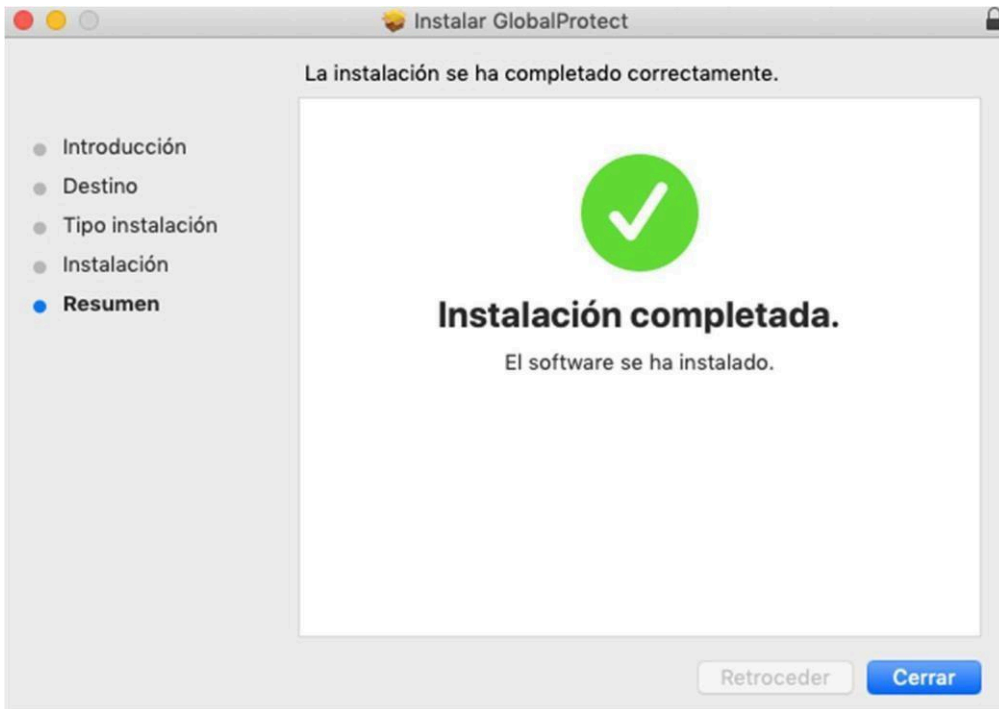 Instalar GlobalProtect
La instalación se ha completado correctamente.
Introducción
Destino
Tipo instalación
Instalación
Resumen
Instalación completada.
El software se ha instalado.
Retroceder
Cerrar